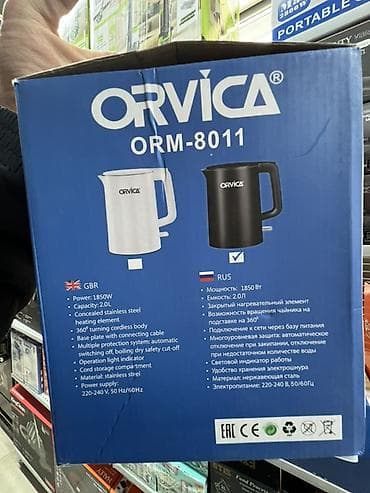 2800W
PORTABLE
ORVICA®
ORM-8011
ORVICA
ORVICA
GBR
• Power: 1850W
• Capacity: 2.0L
• Concealed stainless steel
heating element
• 360° turning cordless body
• Base plate with connecting cable
• Multiple protection system: automatic
switching off, boiling dry safety cut-off
• Operation light indicator
• Cord storage compartment
• Material: stainless streel
• Power supply:
220-240 V, 50 Hz/60Hz
RUS
• Мощность: 1850 Вт
• Емкость: 2.0Л
• Закрытый нагревательный элемент
• Возможность вращения чайника на
подставке на 360°
• Подключение к сети через базу питания
• Многоуровневая защита: автоматическое
отключение при закипании, отключение
при недостаточном количестве воды
• Световой индикатор работы
• Удобство хранения электрошнура
• Материал: нержавеющая сталь
• Электропитание: 220-240 В, 50/60Гц
EAC CE